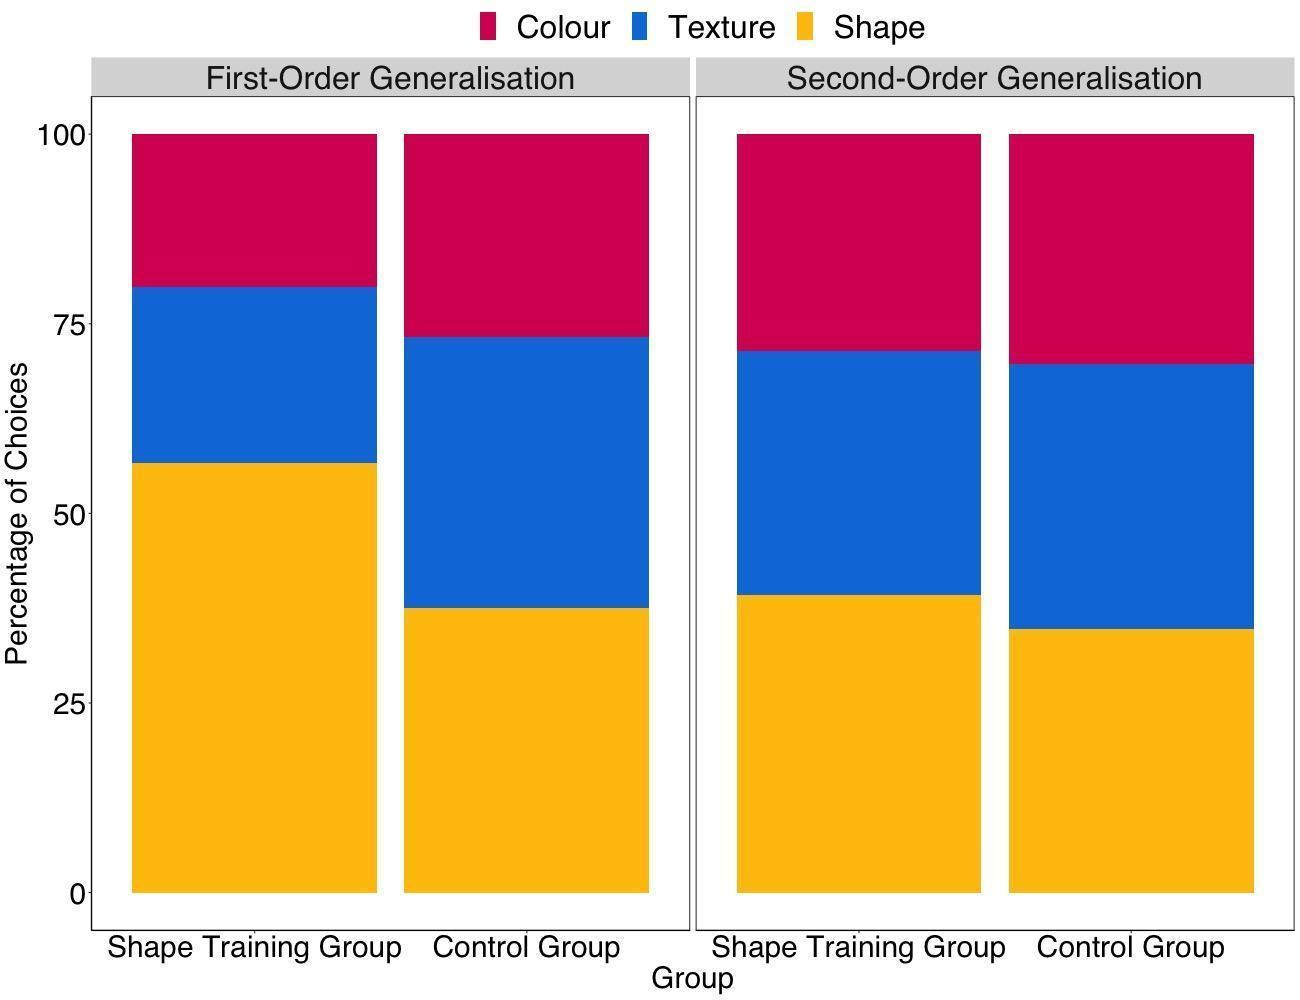 Colour Texture Shape
First-Order Generalisation Second-Order Generalisation
100
75
50
25
0
Percentage of Choices
Shape Training Group Control Group Shape Training Group Control Group
Group